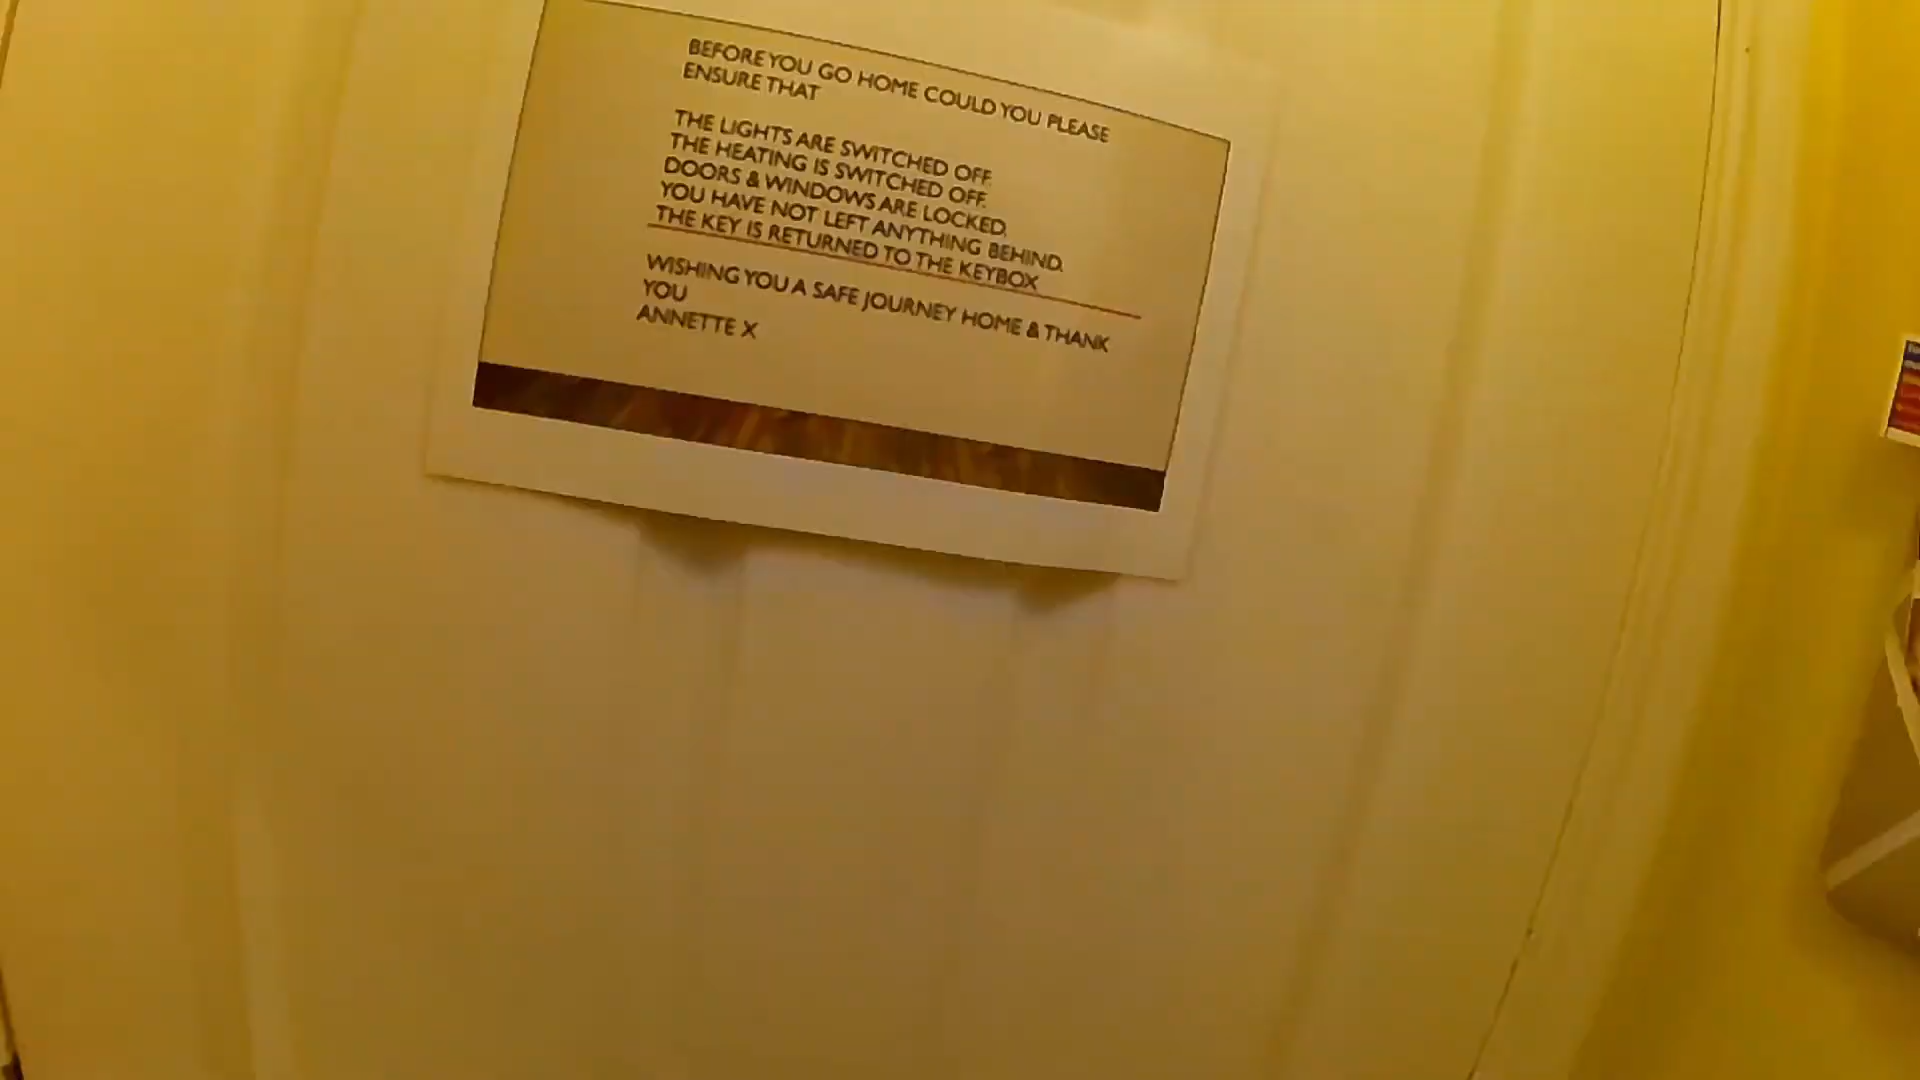 BEFORE YOU GO HOME COULD YOU PLEASE
ENSURE THAT
THE LIGHTS ARE SWITCHED OFF.
THE HEATING IS SWITCHED OFF.
DOORS & WINDOWS ARE LOCKED.
YOU HAVE NOT LEFT ANYTHING BEHIND.
THE KEY IS RETURNED TO THE KEYBOX
WISHING YOU A SAFE JOURNEY HOME & THANK
YOU
ANNETTE X